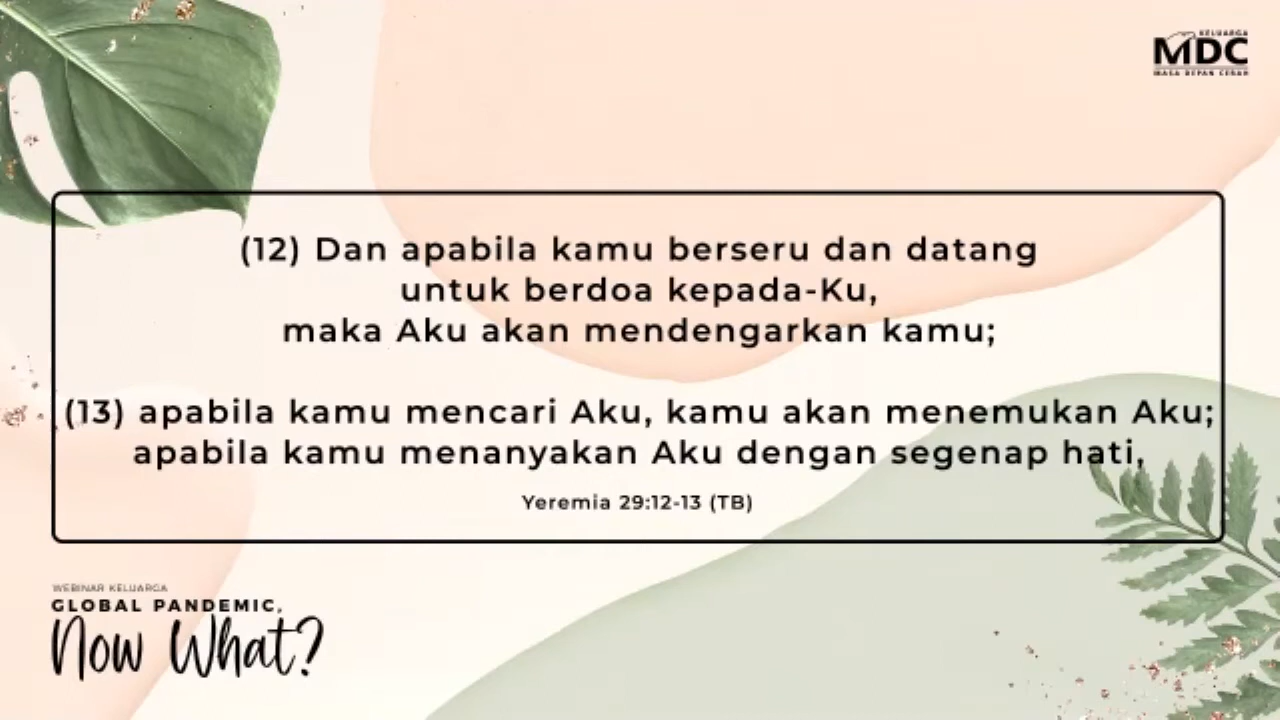 KELUARGA
MDC
MASA DEPAN CERAH
(12) Dan apabila kamu berseru dan datang
untuk berdoa kepada-Ku,
maka Aku akan mendengarkan kamu;
(13) apabila kamu mencari Aku, kamu akan menemukan Aku;
apabila kamu menanyakan Aku dengan segenap hati,
Yeremia 29:12-13 (TB)
WEBINAR KELUARGA
GLOBAL PANDEMIC,
Now What?